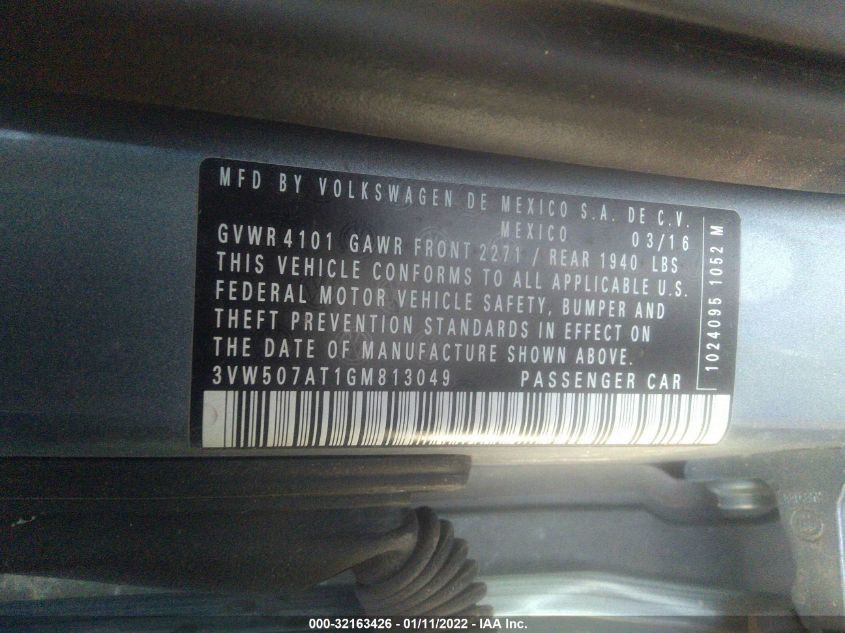 MFD BY VOLKSWAGEN DE MEXICO S.A. DE C.V.
MEXICO 03/16
GVWR 4101 GAWR FRONT 2271 / REAR 1940 LBS
THIS VEHICLE CONFORMS TO ALL APPLICABLE U.S.
FEDERAL MOTOR VEHICLE SAFETY, BUMPER AND
THEFT PREVENTION STANDARDS IN EFFECT ON
THE DATE OF MANUFACTURE SHOWN ABOVE.
3VW507AT1GM813049 PASSENGER CAR
1024095 1052 M
000-32163426 - 01/11/2022 - IAA Inc.